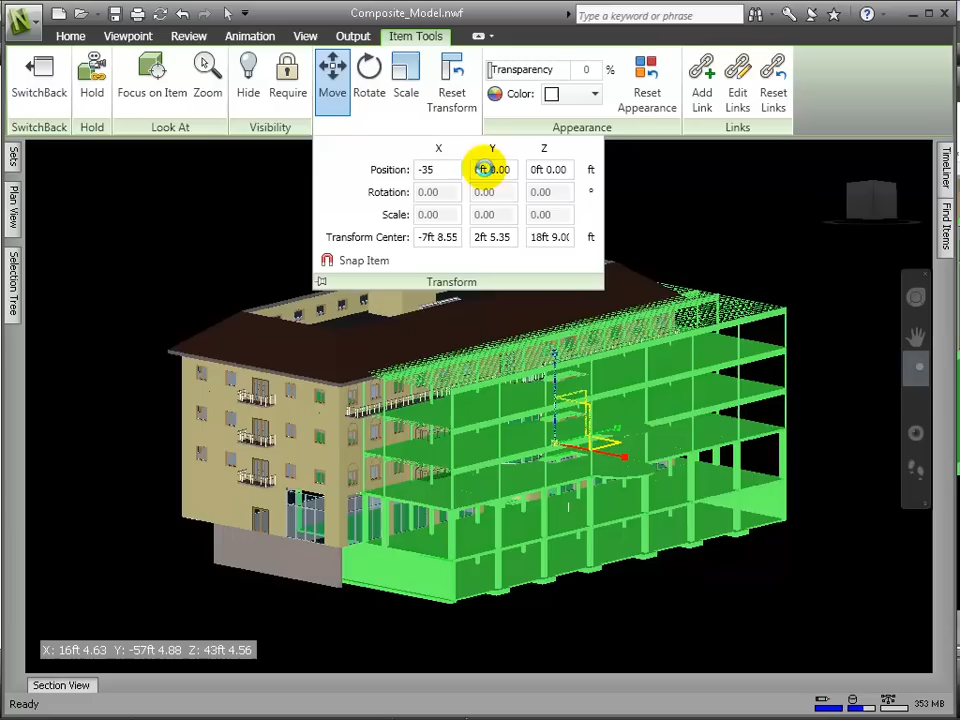 Composite_Model.nwf
Type a keyword or phrase
Home Viewpoint Review Animation View Output Item Tools
SwitchBack Hold Focus on Item Zoom Hide Require Move Rotate Scale Reset Transform
Transparency 0 %
Color:
Reset Appearance
Add Link Edit Links Reset Links
SwitchBack Hold Look At Visibility Appearance Links
X Y Z
Position: -35 0.00 0ft 0.00 ft
Rotation: 0.00 0.00 0.00 °
Scale: 0.00 0.00 0.00
Transform Center: -7ft 8.55 2ft 5.35 18ft 9.00 ft
Snap Item
Transform
Sets
Plan View
Selection Tree
TimeLiner
Find Items
X: 16ft 4.63 Y: -57ft 4.88 Z: 43ft 4.56
Section View
Ready
353 MB